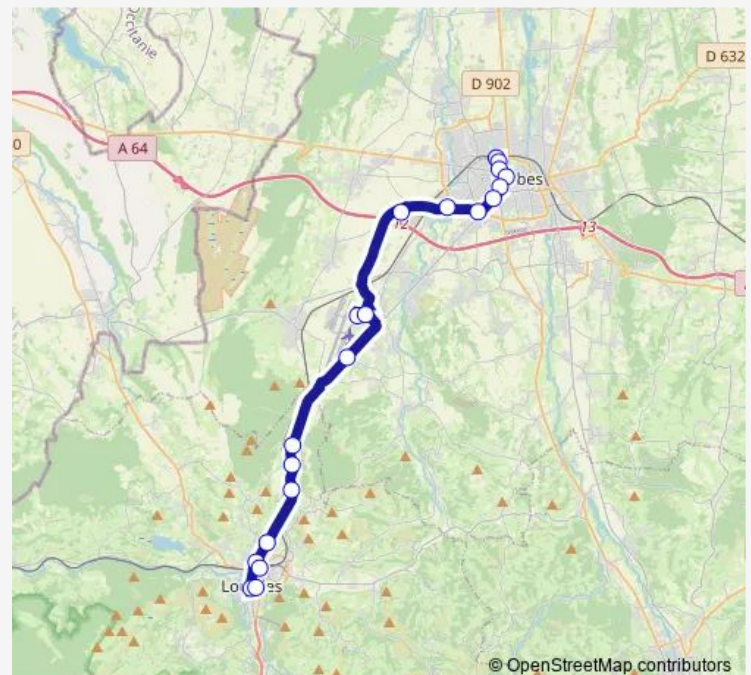 Occitanie
D 632
D 902
A 64
0
bes
12
13
Lo es
© OpenStreetMap contributors